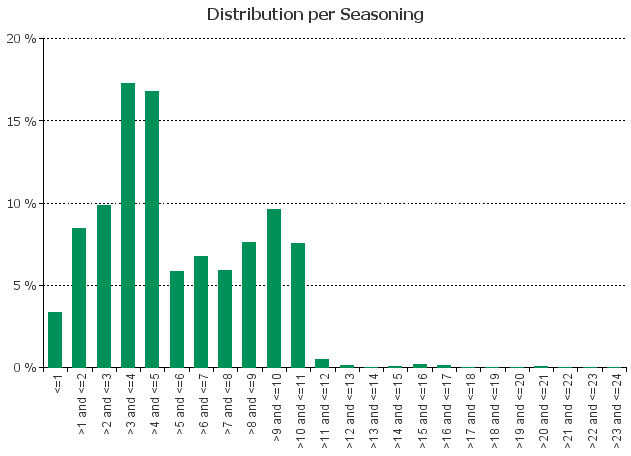 Distribution per Seasoning
20 %
15 %
10 %
5 %
0 %
<=1
>1 and <=2
>2 and <=3
>3 and <=4
>4 and <=5
>5 and <=6
>6 and <=7
>7 and <=8
>8 and <=9
>9 and <=10
>10 and <=11
>11 and <=12
>12 and <=13
>13 and <=14
>14 and <=15
>15 and <=16
>16 and <=17
>17 and <=18
>18 and <=19
>19 and <=20
>20 and <=21
>21 and <=22
>22 and <=23
>23 and <=24